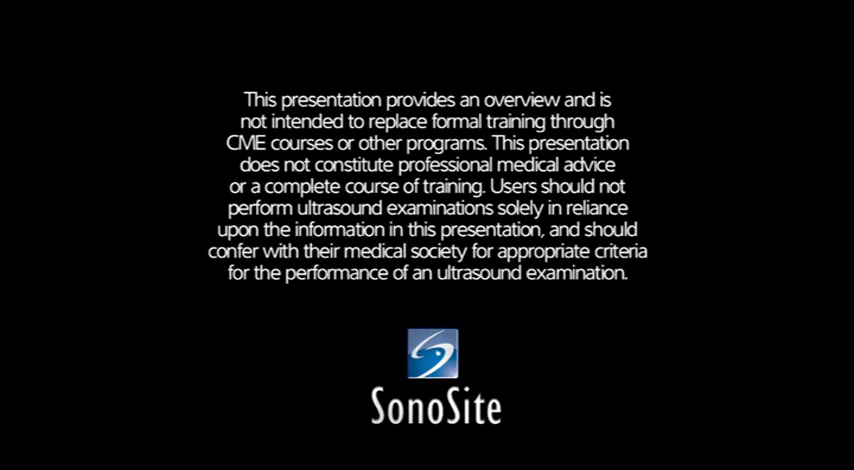 This presentation provides an overview and is
not intended to replace formal training through
CME courses or other programs. This presentation
does not constitute professional medical advice
or a complete course of training. Users should not
perform ultrasound examinations solely in reliance
upon the information in this presentation, and should
confer with their medical society for appropriate criteria
for the performance of an ultrasound examination.
SonoSite